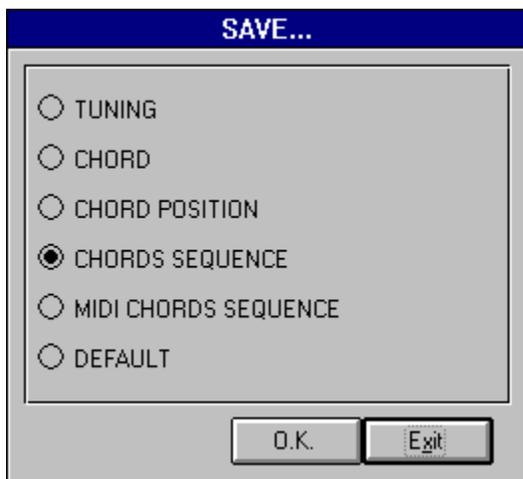 SAVE...
TUNING
CHORD
CHORD POSITION
CHORDS SEQUENCE
MIDI CHORDS SEQUENCE
DEFAULT
O.K. Exit